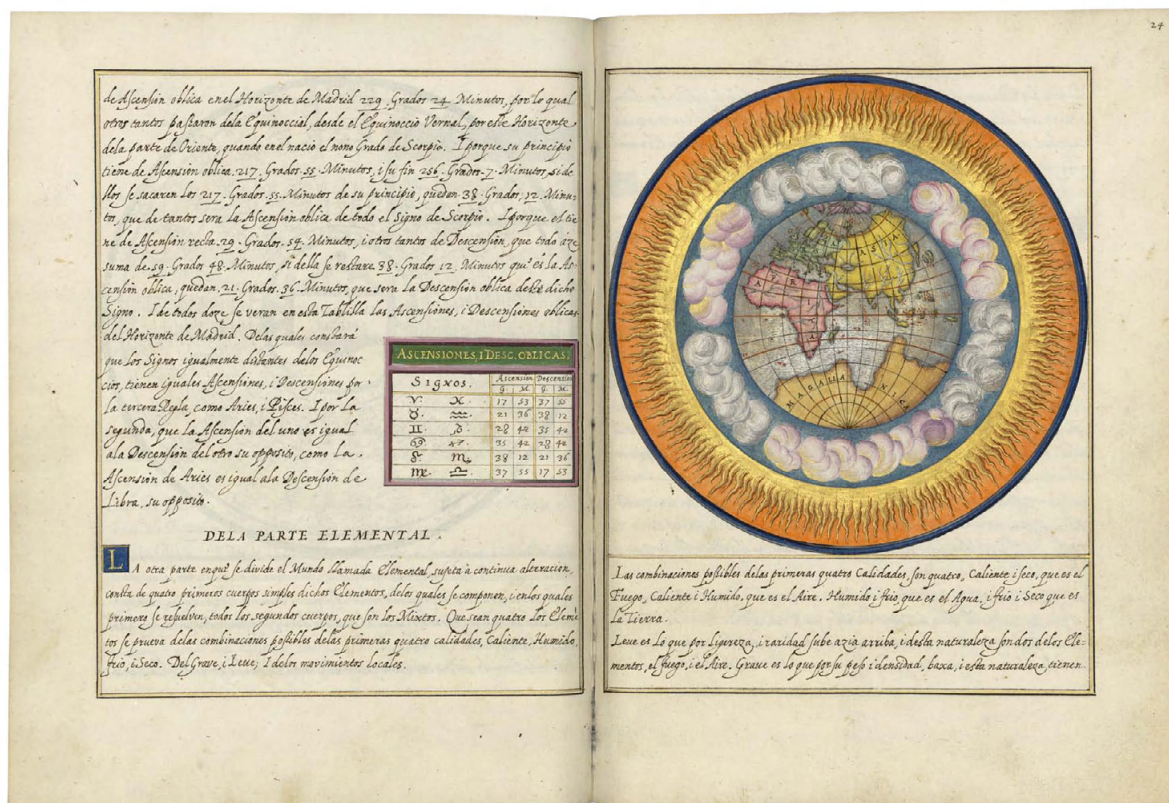 de Ascension oblica en el Horizonte de Madrid 229. Grados 24. Minutos, por lo qual
otros tantos passaron dela Equinoccial, desde el Equinoccio Vernal, por este Horizonte
dela parte de Oriente, quando en el nacio el nono Grado de Scorpio. I porque su principio
tiene de Ascension oblica. 217. Grados. 55. Minutos, i su fin 256. Grados. 7. Minutos, si de
llos se sacaren los 217. Grados. 55. Minutos de su principio, quedan. 38. Grados. 12. Minu-
tos, que de tantos sera la Ascension oblica de todo el Signo de Scorpio. I porque el tie
ne de Ascension recta. 29. Grados. 54. Minutos, i otros tantos de Descension, que todo aze
suma de 59. Grados 48. Minutos, si della se restare 38. Grados 12. Minutos que es la As-
cension oblica, quedan, 21. Grados. 36. Minutos, que sera la Descension oblica deste dicho
Signo. I de todos doze se veran en esta Tablilla las Ascensiones, i Descensiones oblicas
del Horizonte de Madrid. Delas quales constará
que los Signos igualmente distantes delos Equinoc
cios, tienen iguales Ascensiones, i Descensiones por
la tercera Regla, como Aries, i Pisces. I por la
segunda, que la Ascension del uno es igual
ala Descension del otro su opposito, como la
Ascension de Aries es igual ala Descension de
Libra, su opposito.
ASCENSIONES, I DESC. OBLICAS.
Signos. Ascension Descension
G. M. G. M.
♈ ♓ 17 53 37 55
♉ ♒ 21 36 38 12
♊ ♑ 28 42 35 42
♋ ♐ 35 42 28 42
♌ ♏ 38 12 21 36
♍ ♎ 37 55 17 53
DELA PARTE ELEMENTAL.
LA otra parte en que se divide el Mundo llamada Elemental, sujeta à continua alteracion,
consta de quatro primeros cuerpos simples dichos Elementos, delos quales se componen, i en los quales
primero se resuelven, todos los segundos cuerpos, que son los Mixtos. Que sean quatro los Elemē
tos se prueva de las combinaciones possibles delas primeras quatro calidades, Caliente, Humido,
frio, i Seco. Del Grave, i Leve; I delos movimientos locales.
24
EUROPA
ASIA
AFRICA
MAGALLANICA
Las combinaciones possibles delas primeras quatro Calidades, son quatro, Caliente i seco, que es el
Fuego, Caliente i Humido, que es el Aire. Humido i frio, que es el Agua, i frio i Seco que es
la Tierra.
Leve es lo que por ligereza, i raridad sube azia arriba, i desta naturaleza son dos delos Ele-
mentos, el fuego, i el Aire. Grave es lo que por su peso i densidad, baxa, i esta naturaleza, tienen